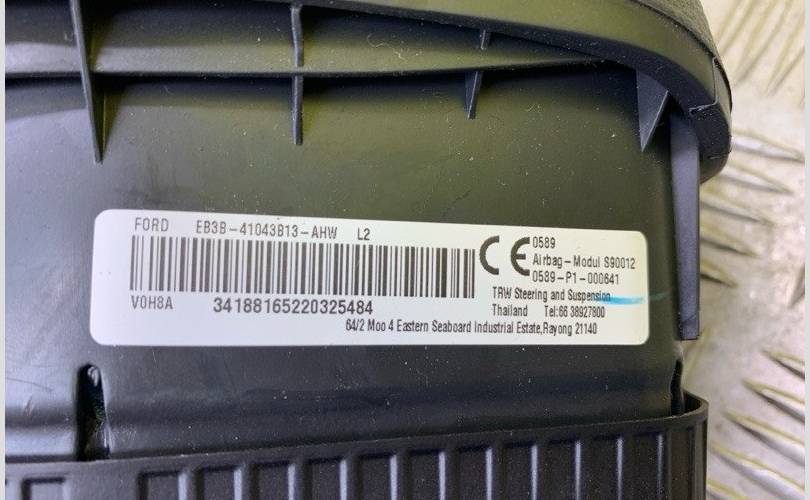 FORD EB3B-41043B13-AHW L2
V0H8A 34188165220325484
CE 0589
Airbag-Modul S90012
0589-P1-000641
TRW Steering and Suspension
Thailand Tel:66 38927800
64/2 Moo 4 Eastern Seaboard Industrial Estate,Rayong 21140